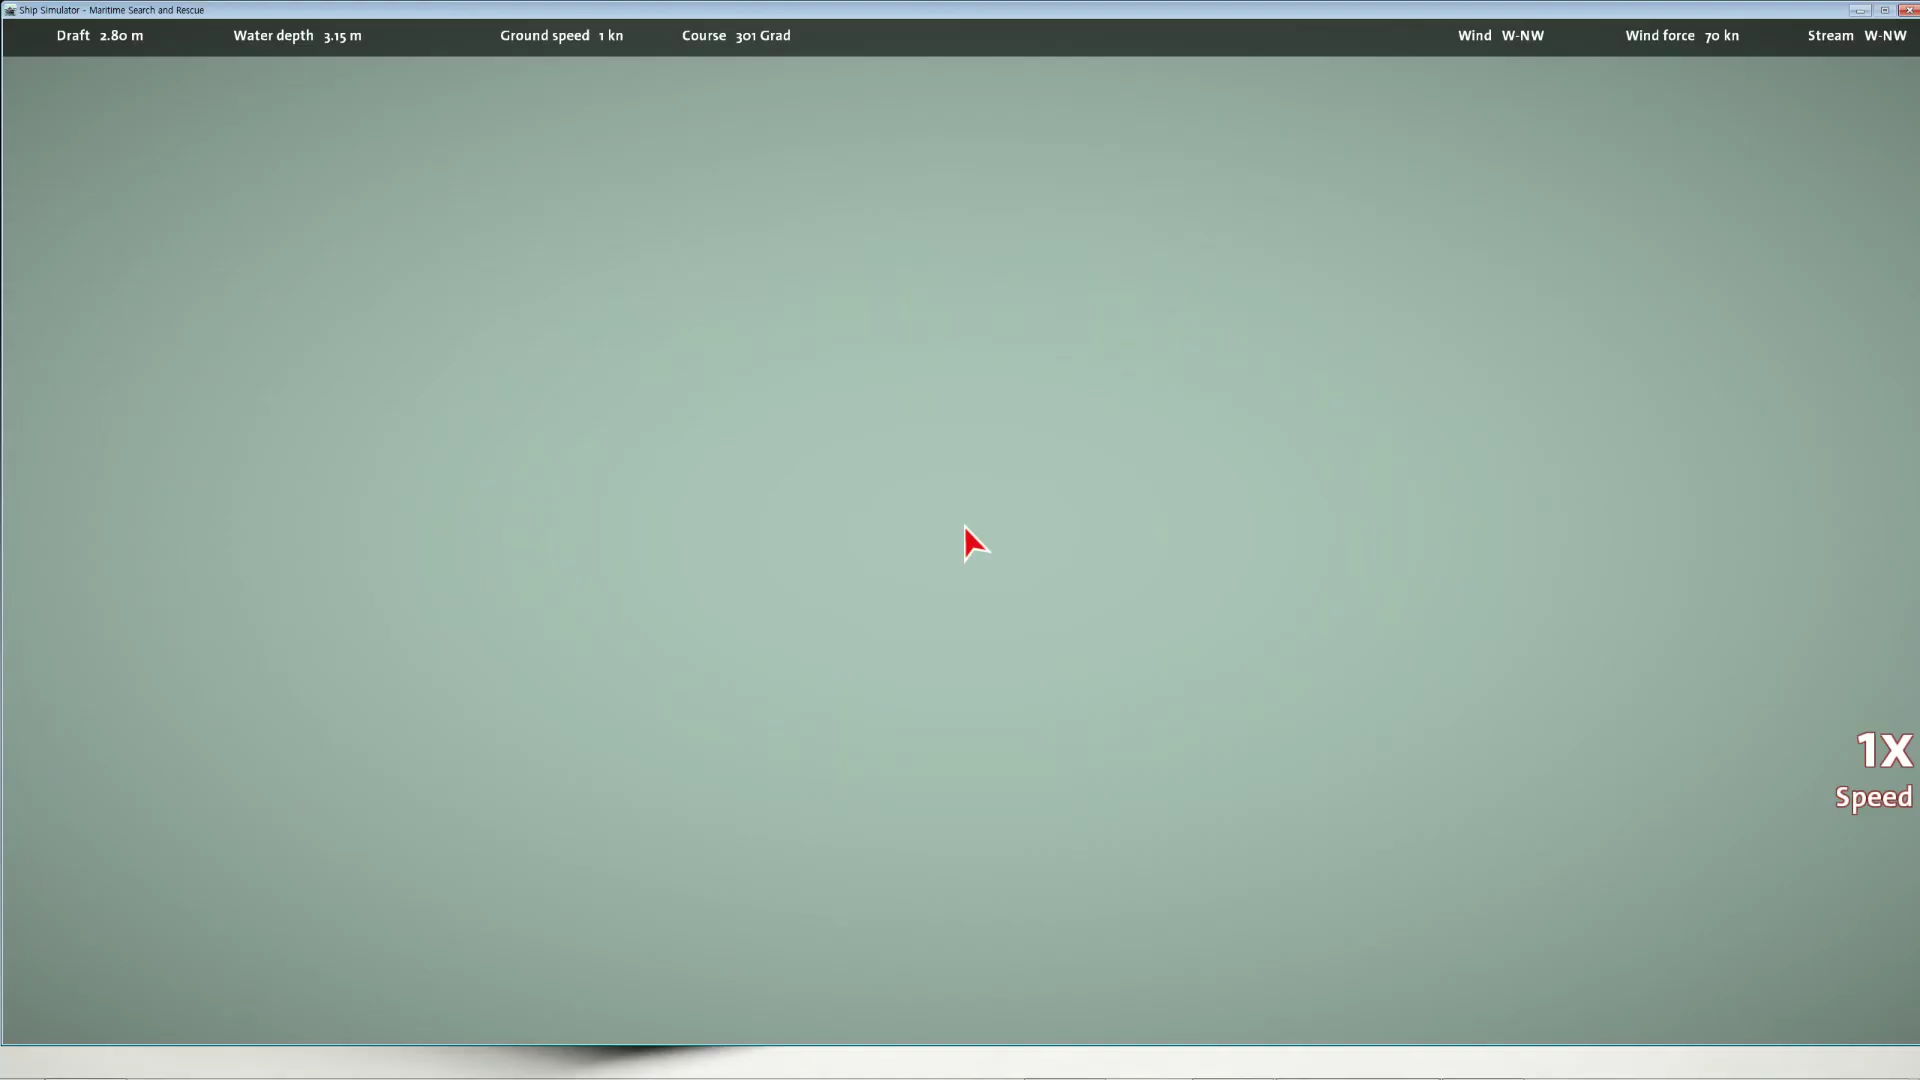 Ship Simulator - Maritime Search and Rescue
Draft 2.80 m Water depth 3.15 m Ground speed 1 kn Course 301 Grad Wind W-NW Wind force 70 kn Stream W-NW
1X
Speed